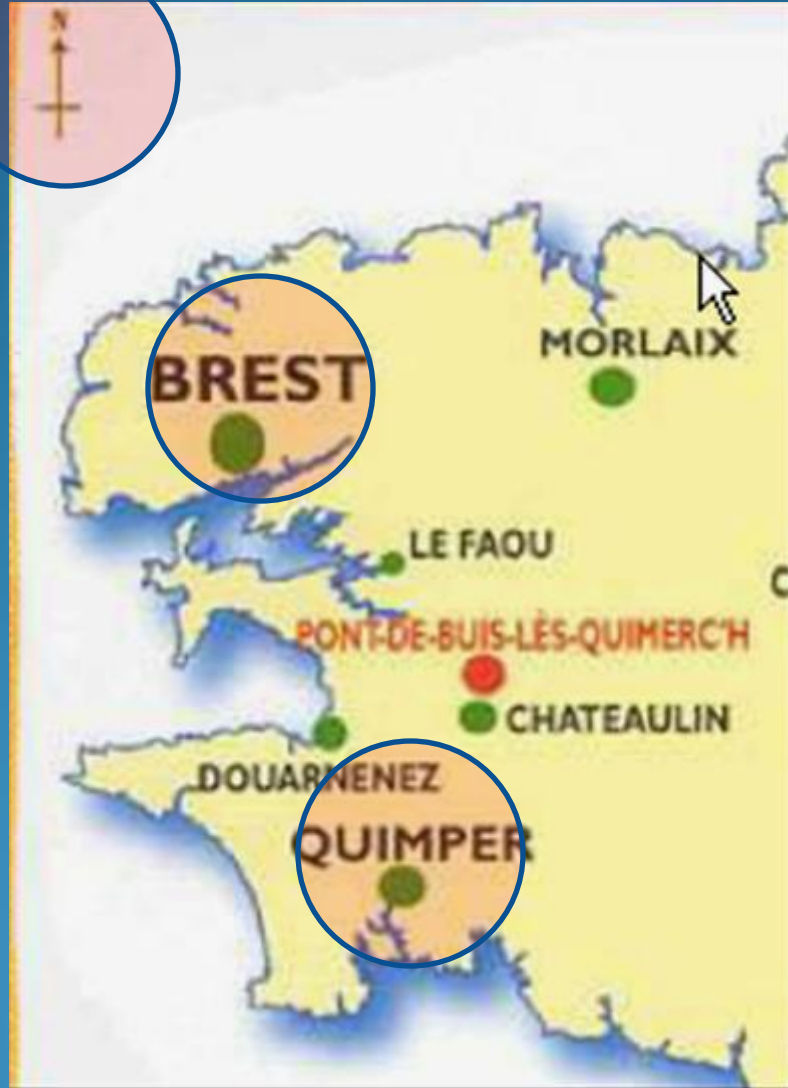 N
MORLAIX
BREST
LE FAOU
C
PONT-DE-BUIS-LÈS-QUIMERC'H
CHATEAULIN
DOUARNENEZ
QUIMPER